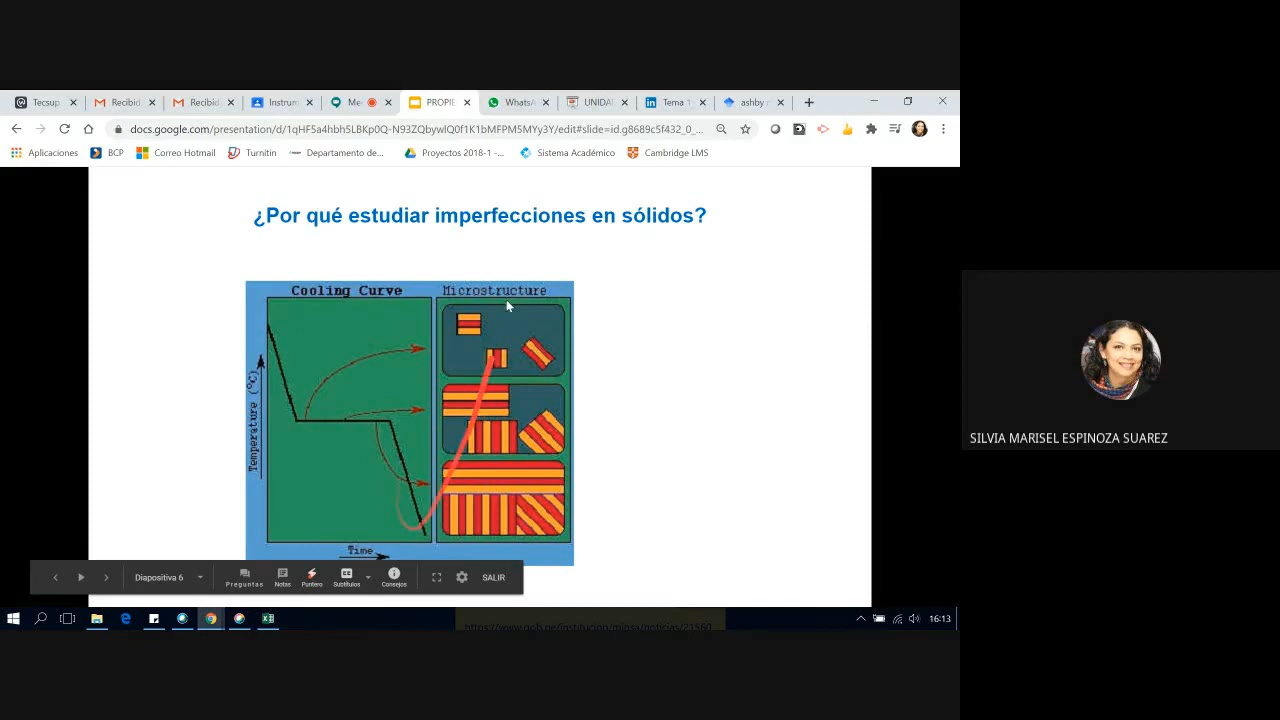 Tecsup
Recibid
Recibid
Instrum
Me
PROPIE
WhatsA
UNIDA
Tema 1
ashby
docs.google.com/presentation/d/1qHF5a4hbh5LBKp0Q-N93ZQbywlQ0f1K1bMFPM5MYy3Y/edit#slide=id.g8689c5f432_0_...
Aplicaciones
BCP
Correo Hotmail
Turnitin
Departamento de...
Proyectos 2018-1 -...
Sistema Académico
Cambridge LMS
¿Por qué estudiar imperfecciones en sólidos?
Cooling Curve
Microstructure
Temperature (°C)
Time
SILVIA MARISEL ESPINOZA SUAREZ
Diapositiva 6
Preguntas
Notas
Puntero
Subtítulos
Consejos
SALIR
16:13